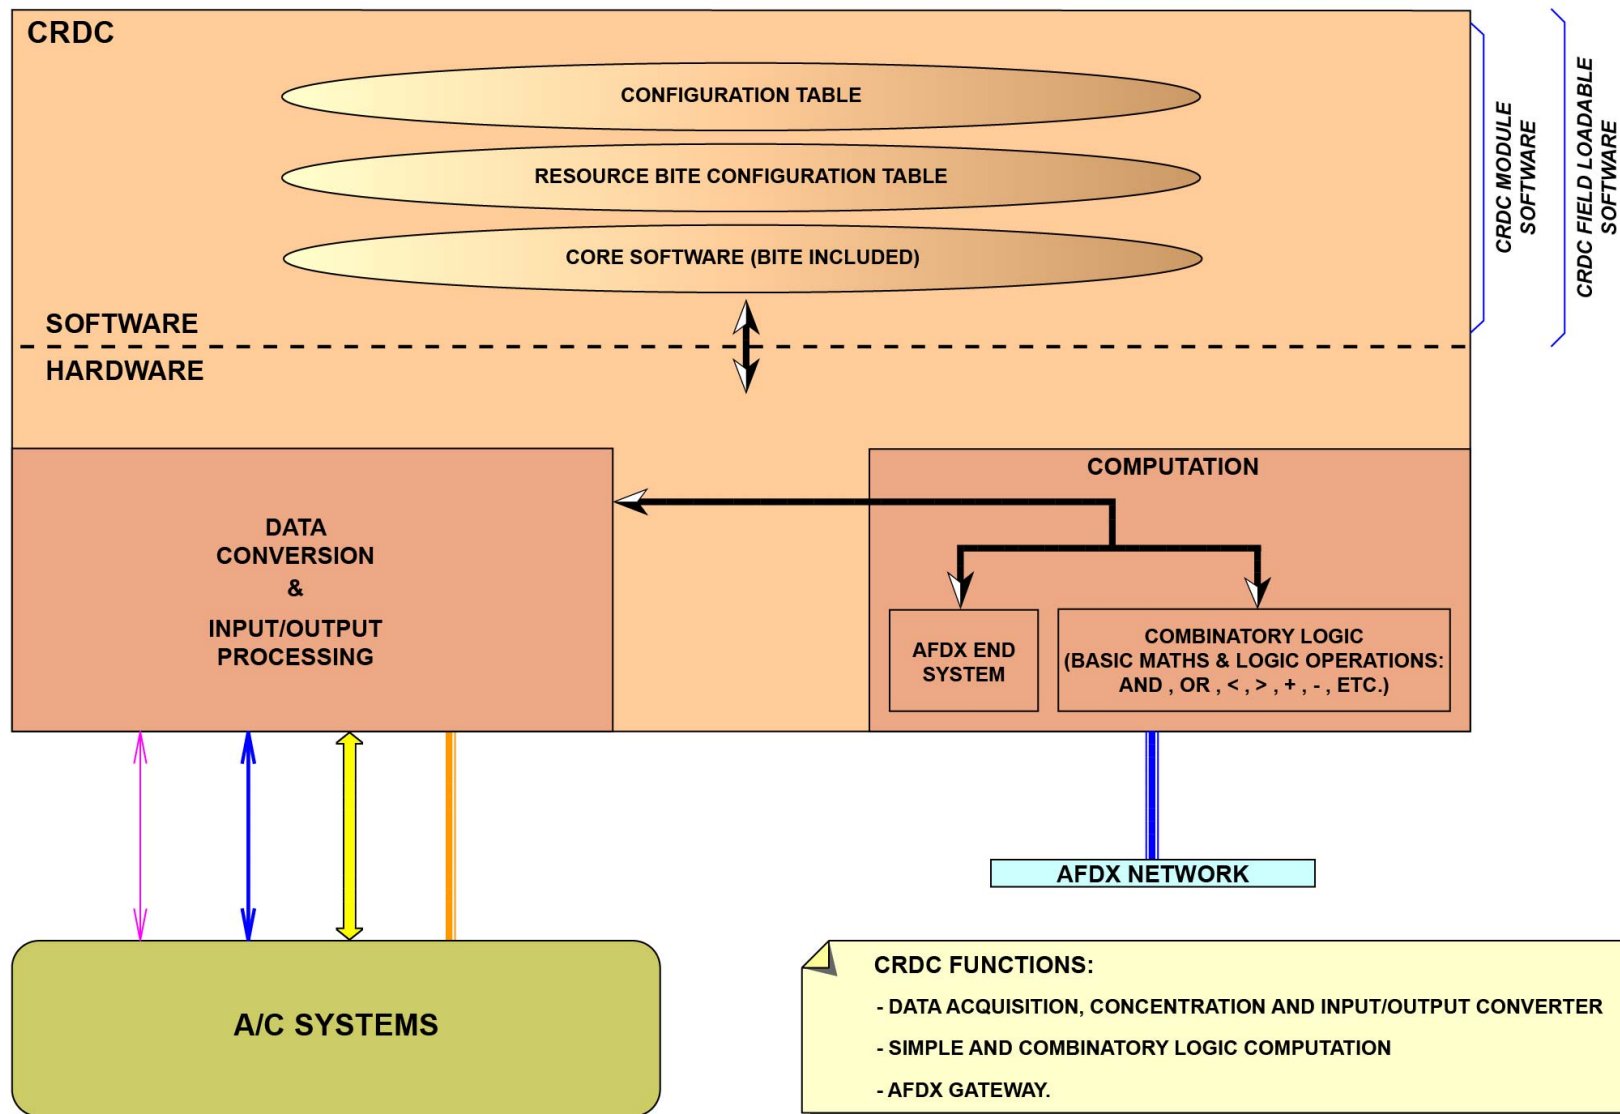 CRDC
CONFIGURATION TABLE
RESOURCE BITE CONFIGURATION TABLE
CORE SOFTWARE (BITE INCLUDED)
SOFTWARE
HARDWARE
CRDC MODULE
SOFTWARE
CRDC FIELD LOADABLE
SOFTWARE
DATA
CONVERSION
&
INPUT/OUTPUT
PROCESSING
COMPUTATION
AFDX END
SYSTEM
COMBINATORY LOGIC
(BASIC MATHS & LOGIC OPERATIONS:
AND , OR , < , > , + , - , ETC.)
AFDX NETWORK
A/C SYSTEMS
CRDC FUNCTIONS:
- DATA ACQUISITION, CONCENTRATION AND INPUT/OUTPUT CONVERTER
- SIMPLE AND COMBINATORY LOGIC COMPUTATION
- AFDX GATEWAY.